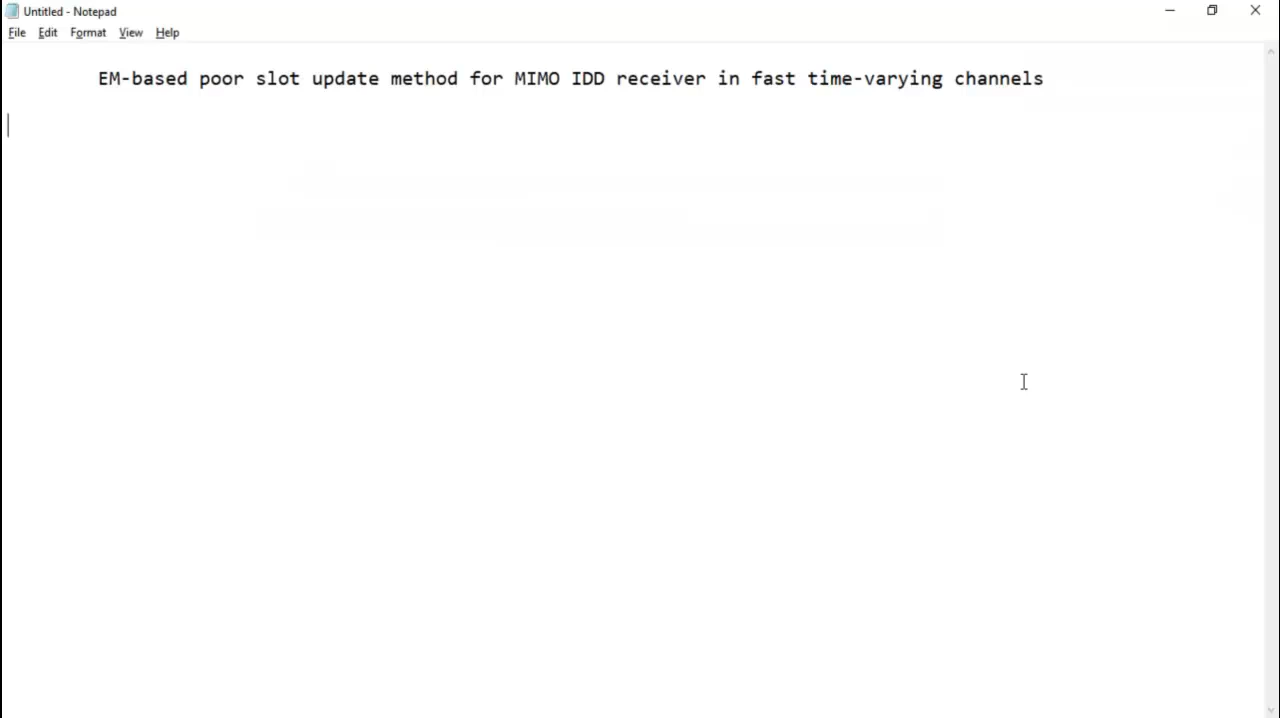 Untitled - Notepad
File Edit Format View Help
EM-based poor slot update method for MIMO IDD receiver in fast time-varying channels